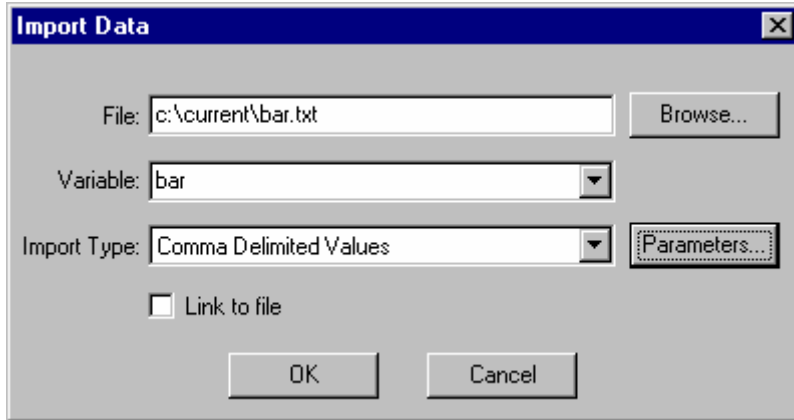 Import Data
File: c:\current\bar.txt Browse...
Variable: bar
Import Type: Comma Delimited Values Parameters...
Link to file
OK Cancel